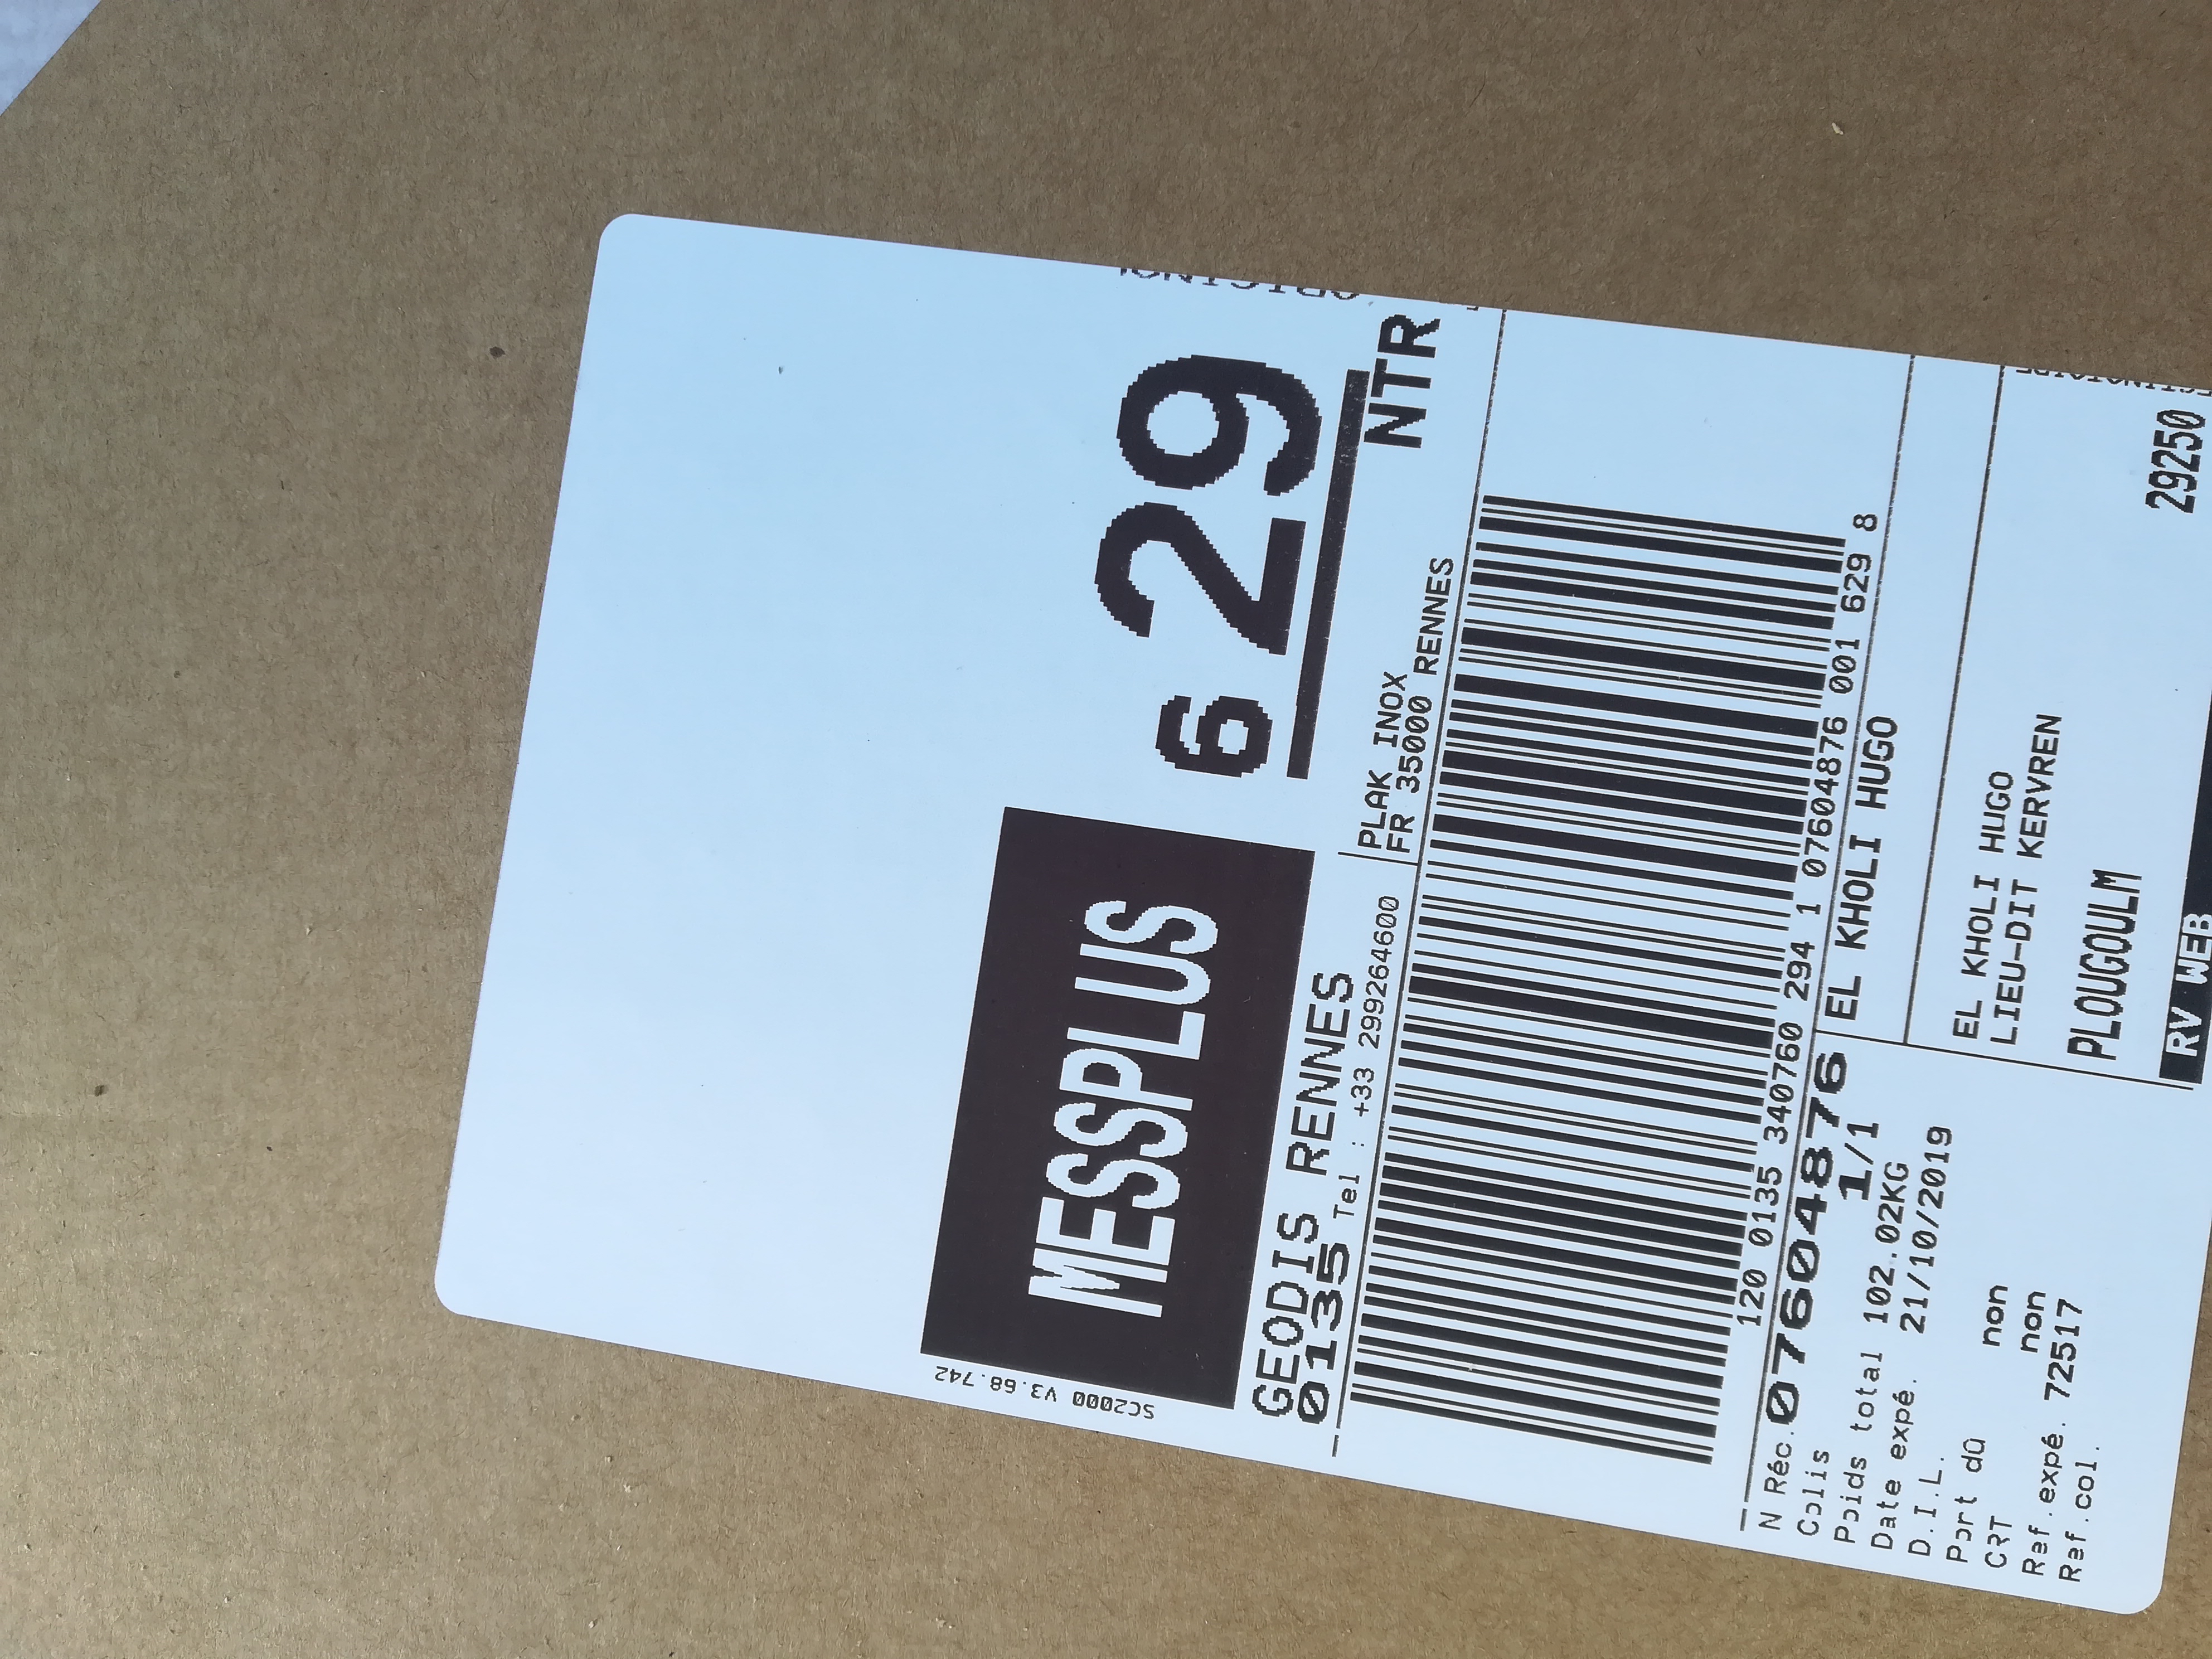 SC2000 V3.68.742
MESSPLUS
6 29
GEODIS RENNES
0135 Tel : +33 299264600
PLAK INOX
FR 35000 RENNES
NTR
120 0135 340760 294 1 07604876 001 629 8
N Réc. 07604876
Colis 1/1
Poids total 102.02KG
Date expé. 21/10/2019
D.I.L.
Port dû non
CRT non
Ref.expé. 72517
Ref.col.
EL KHOLI HUGO
EL KHOLI HUGO
LIEU-DIT KERVREN
PLOUGOULM
29250
RV WEB